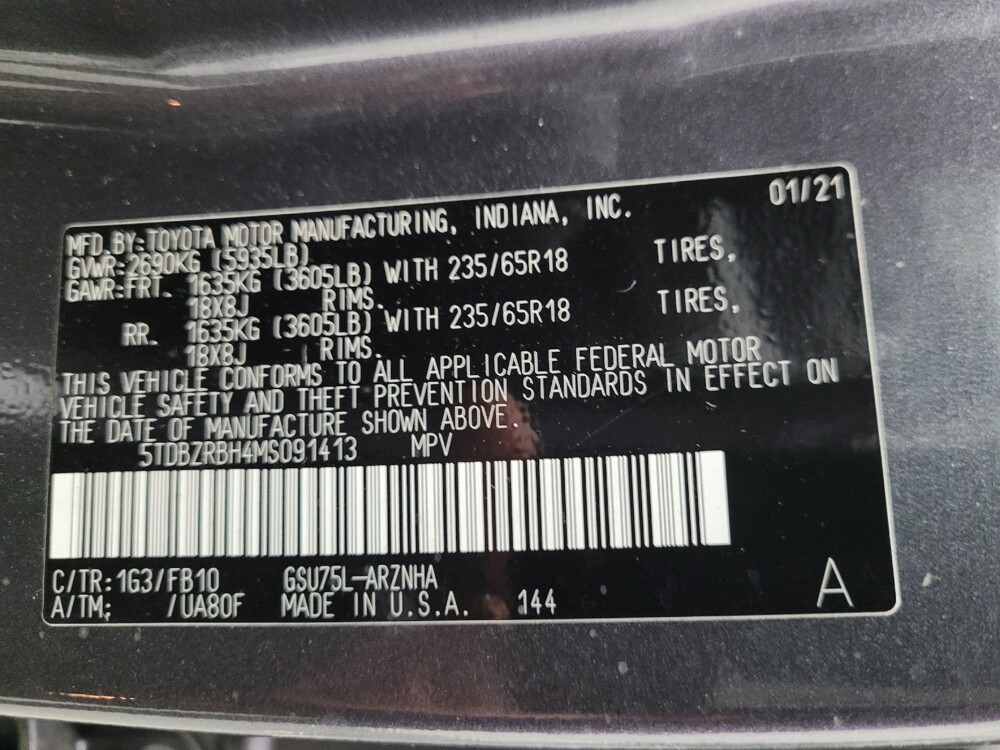 01/21
MFD.BY:TOYOTA MOTOR MANUFACTURING, INDIANA, INC.
GVWR:2690KG (5935LB)
GAWR:FRT. 1635KG (3605LB) WITH 235/65R18 TIRES,
18X8J RIMS.
RR. 1635KG (3605LB) WITH 235/65R18 TIRES,
18X8J RIMS.
THIS VEHICLE CONFORMS TO ALL APPLICABLE FEDERAL MOTOR
VEHICLE SAFETY AND THEFT PREVENTION STANDARDS IN EFFECT ON
THE DATE OF MANUFACTURE SHOWN ABOVE.
5TDBZRBH4MS091413 MPV
C/TR:1G3/FB10 GSU75L-ARZNHA
A/TM: /UA80F MADE IN U.S.A. 144
A